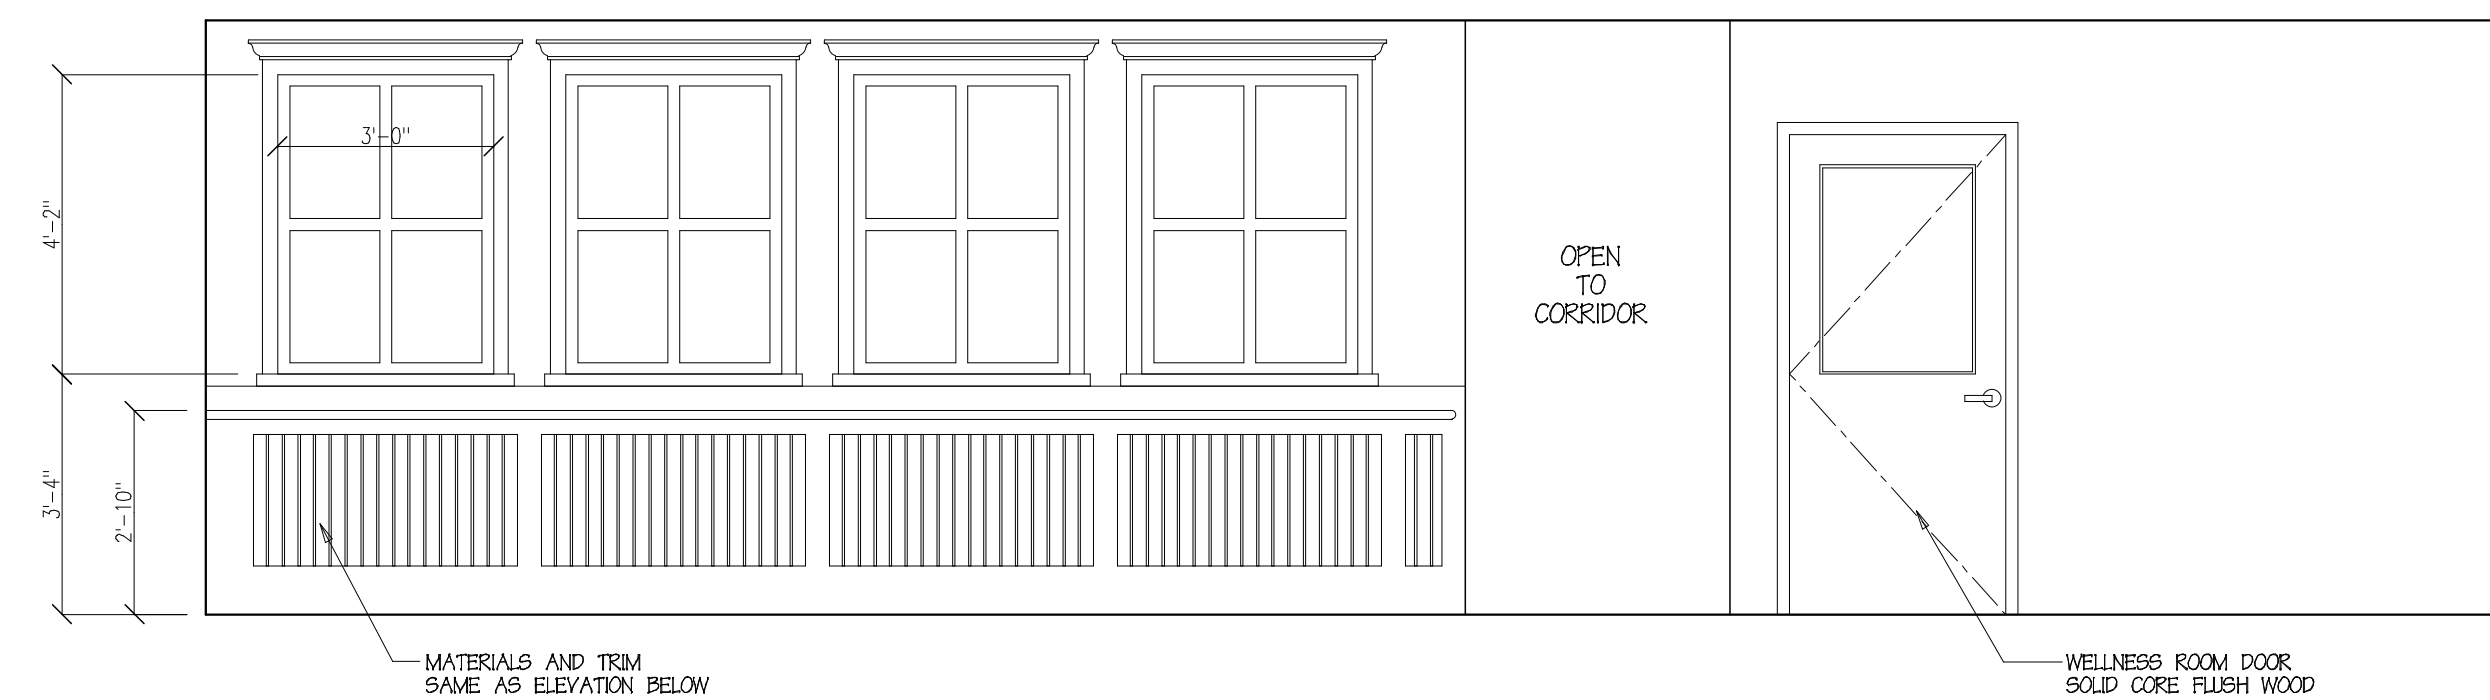 3'-0"
4'-2"
3'-4"
2'-10"
OPEN
TO
CORRIDOR
MATERIALS AND TRIM
SAME AS ELEVATION BELOW
WELLNESS ROOM DOOR
SOLID CORE FLUSH WOOD